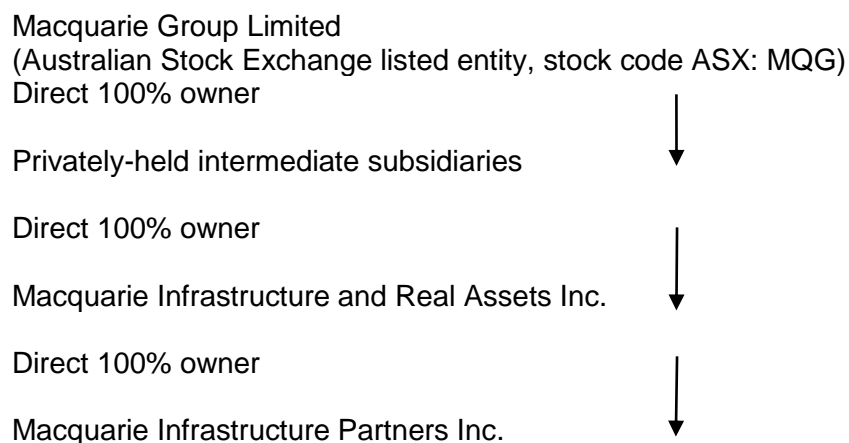 Macquarie Group Limited
(Australian Stock Exchange listed entity, stock code ASX: MQG)
Direct 100% owner
Privately-held intermediate subsidiaries
Direct 100% owner
Macquarie Infrastructure and Real Assets Inc.
Direct 100% owner
Macquarie Infrastructure Partners Inc.